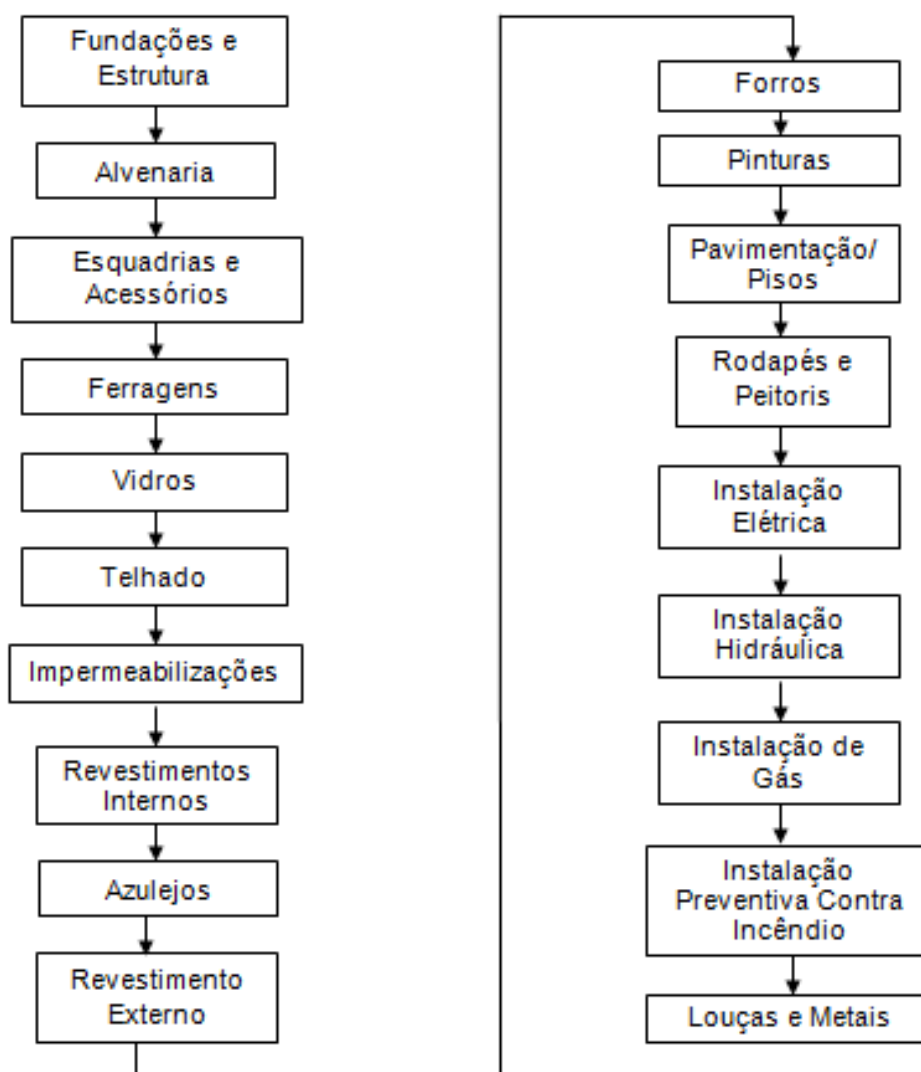 Fundações e
Estrutura
Alvenaria
Esquadrias e
Acessórios
Ferragens
Vidros
Telhado
Impermeabilizações
Revestimentos
Internos
Azulejos
Revestimento
Externo
Forros
Pinturas
Pavimentação/
Pisos
Rodapés e
Peitoris
Instalação
Elétrica
Instalação
Hidráulica
Instalação de
Gás
Instalação
Preventiva Contra
Incêndio
Louças e Metais